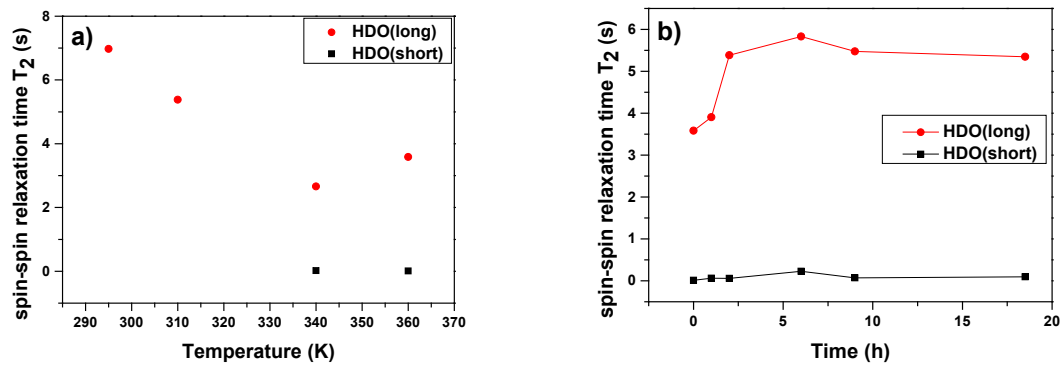 a)
HDO(long)
HDO(short)
spin-spin relaxation time T2 (s)
8
6
4
2
0
290 300 310 320 330 340 350 360 370
Temperature (K)
b)
HDO(long)
HDO(short)
spin-spin relaxation time T2 (s)
6
5
4
3
2
1
0
0 5 10 15 20
Time (h)